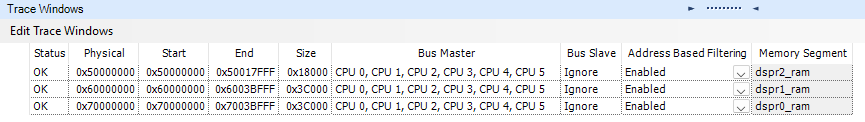 Trace Windows
Edit Trace Windows
Status Physical Start End Size Bus Master Bus Slave Address Based Filtering Memory Segment
OK 0x50000000 0x50000000 0x50017FFF 0x18000 CPU 0, CPU 1, CPU 2, CPU 3, CPU 4, CPU 5 Ignore Enabled dspr2_ram
OK 0x60000000 0x60000000 0x6003BFFF 0x3C000 CPU 0, CPU 1, CPU 2, CPU 3, CPU 4, CPU 5 Ignore Enabled dspr1_ram
OK 0x70000000 0x70000000 0x7003BFFF 0x3C000 CPU 0, CPU 1, CPU 2, CPU 3, CPU 4, CPU 5 Ignore Enabled dspr0_ram